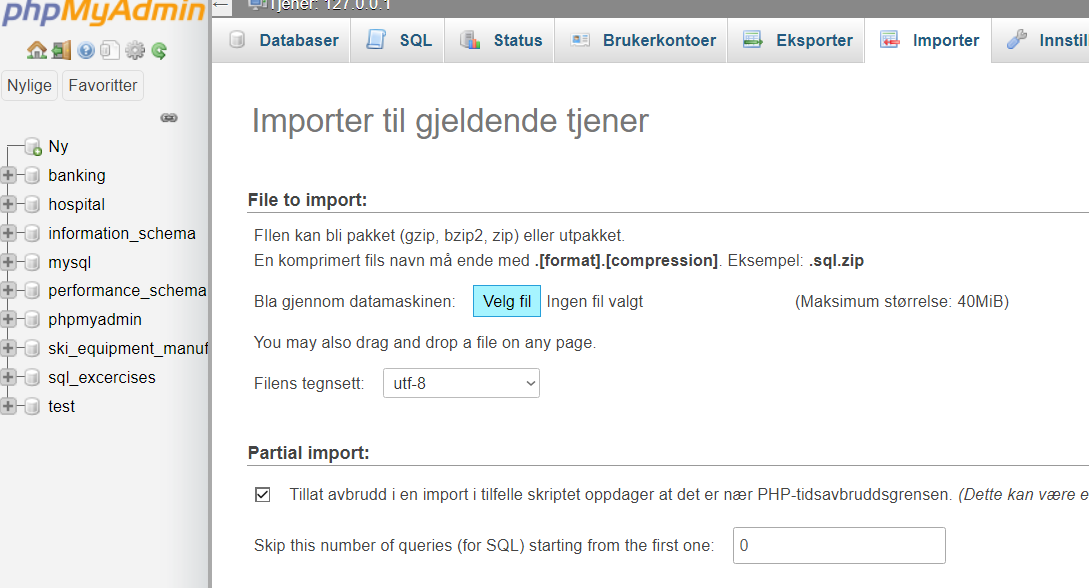 phpMyAdmin
Nylige
Favoritter
Ny
banking
hospital
information_schema
mysql
performance_schema
phpmyadmin
ski_equipment_manuf
sql_excercises
test
Tjener: 127.0.0.1
Databaser
SQL
Status
Brukerkontoer
Eksporter
Importer
Innstil
Importer til gjeldende tjener
File to import:
FIlen kan bli pakket (gzip, bzip2, zip) eller utpakket.
En komprimert fils navn må ende med .[format].[compression]. Eksempel: .sql.zip
Bla gjennom datamaskinen: Velg fil Ingen fil valgt (Maksimum størrelse: 40MiB)
You may also drag and drop a file on any page.
Filens tegnsett: utf-8
Partial import:
Tillat avbrudd i en import i tilfelle skriptet oppdager at det er nær PHP-tidsavbruddsgrensen. (Dette kan være e
Skip this number of queries (for SQL) starting from the first one: 0